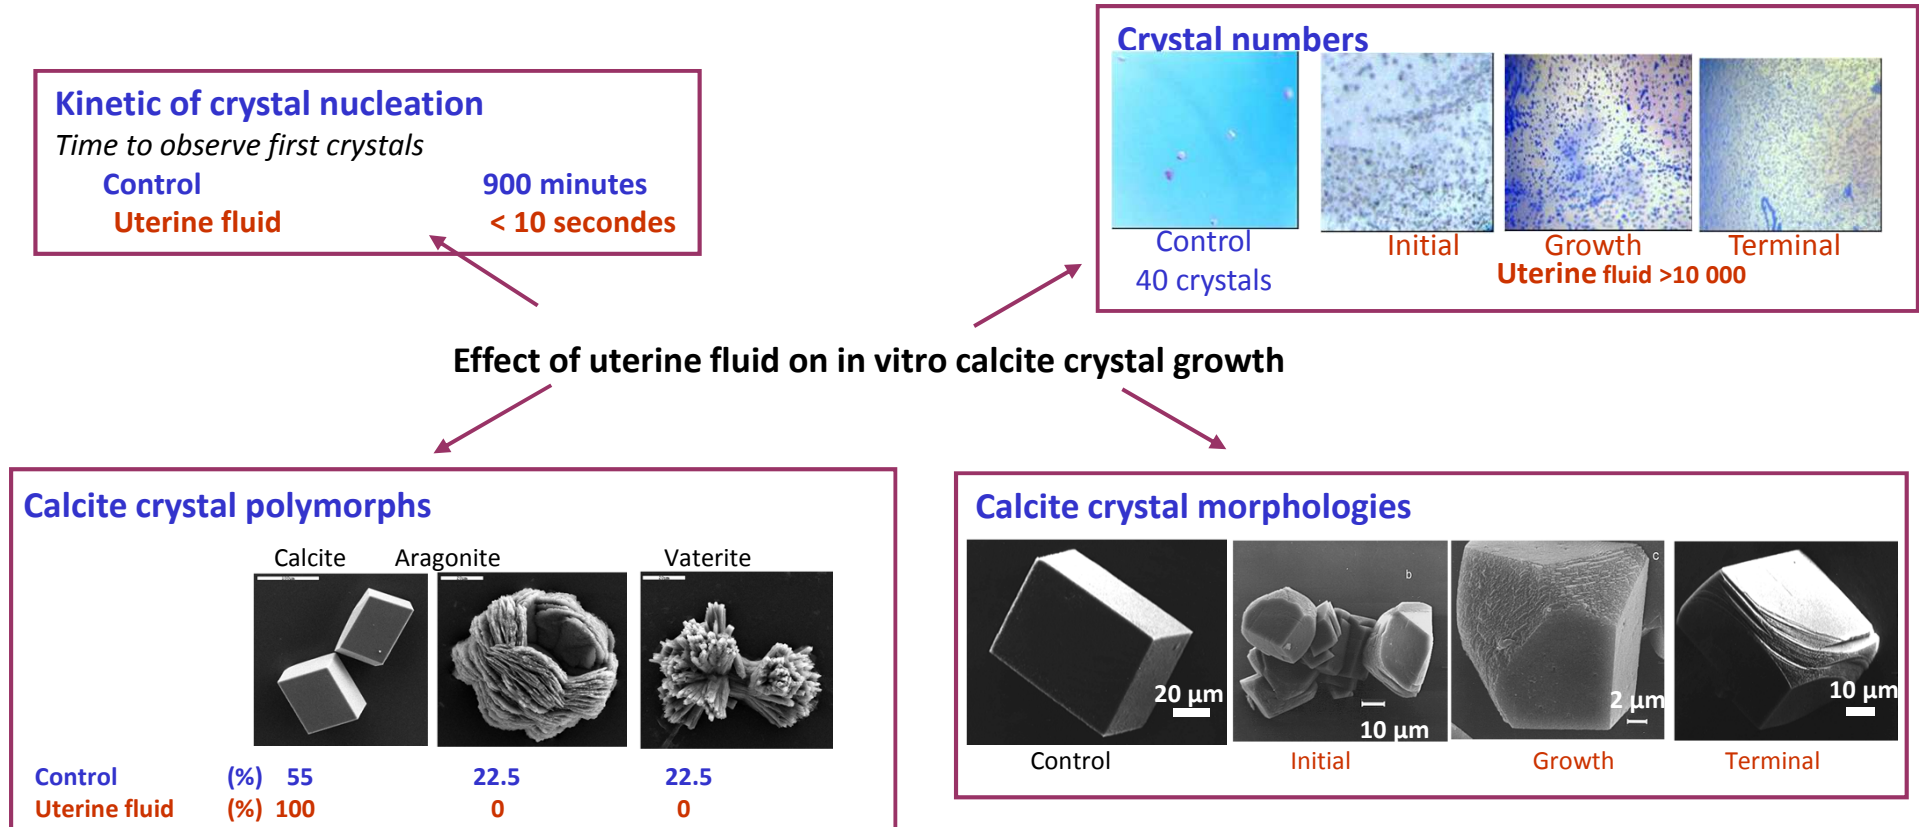 Kinetic of crystal nucleation
Time to observe first crystals
Control 900 minutes
Uterine fluid < 10 secondes
Crystal numbers
Control Initial Growth Terminal
40 crystals Uterine fluid >10 000
Effect of uterine fluid on in vitro calcite crystal growth
Calcite crystal polymorphs
Calcite Aragonite Vaterite
Control (%) 55 22.5 22.5
Uterine fluid (%) 100 0 0
Calcite crystal morphologies
b c
20 µm 10 µm 2 µm 10 µm
Control Initial Growth Terminal